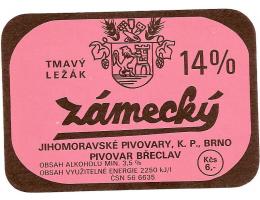 TMAVÝ
LEŽÁK
14%
zámecký
JIHOMORAVSKÉ PIVOVARY, K. P., BRNO
PIVOVAR BŘECLAV
OBSAH ALKOHOLU MIN. 3,5 %
OBSAH VYUŽITELNÉ ENERGIE 2250 kJ/l
ČSN 56 6635
Kčs
6,-